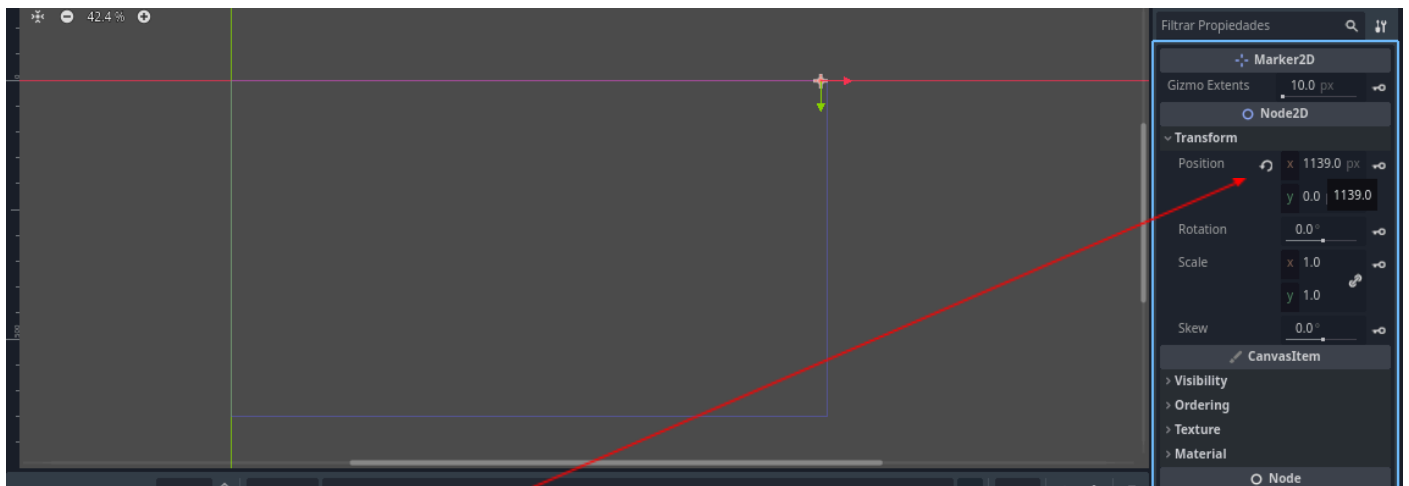 42.4 %
Filtrar Propiedades
Marker2D
Gizmo Extents 10.0 px
Node2D
Transform
Position x 1139.0 px
y 0.0 1139.0
Rotation 0.0 °
Scale x 1.0
y 1.0
Skew 0.0 °
CanvasItem
Visibility
Ordering
Texture
Material
Node